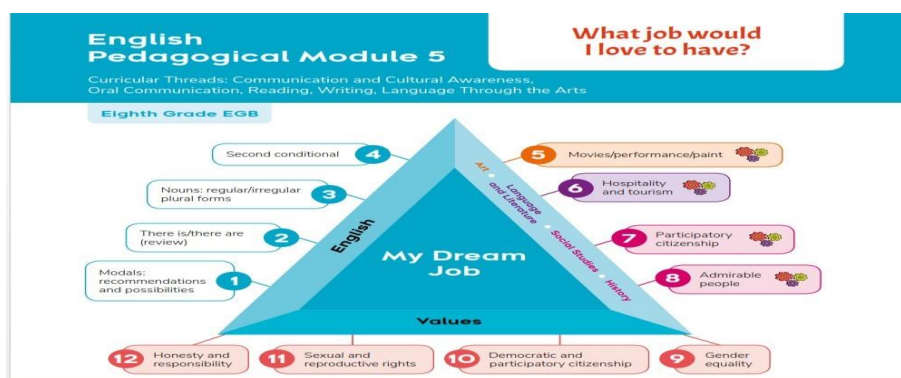 English
Pedagogical Module 5
What job would
I love to have?
Curricular Threads: Communication and Cultural Awareness,
Oral Communication, Reading, Writing, Language Through the Arts
Eighth Grade EGB
Second conditional
4
Nouns: regular/irregular
plural forms
3
There is/there are
(review)
2
Modals:
recommendations
and possibilities
1
English
My Dream
Job
Art • Language
and Literature • Social Studies • History
5
Movies/performance/paint
6
Hospitality
and tourism
7
Participatory
citizenship
8
Admirable
people
Values
12
Honesty and
responsibility
11
Sexual and
reproductive rights
10
Democratic and
participatory citizenship
9
Gender
equality